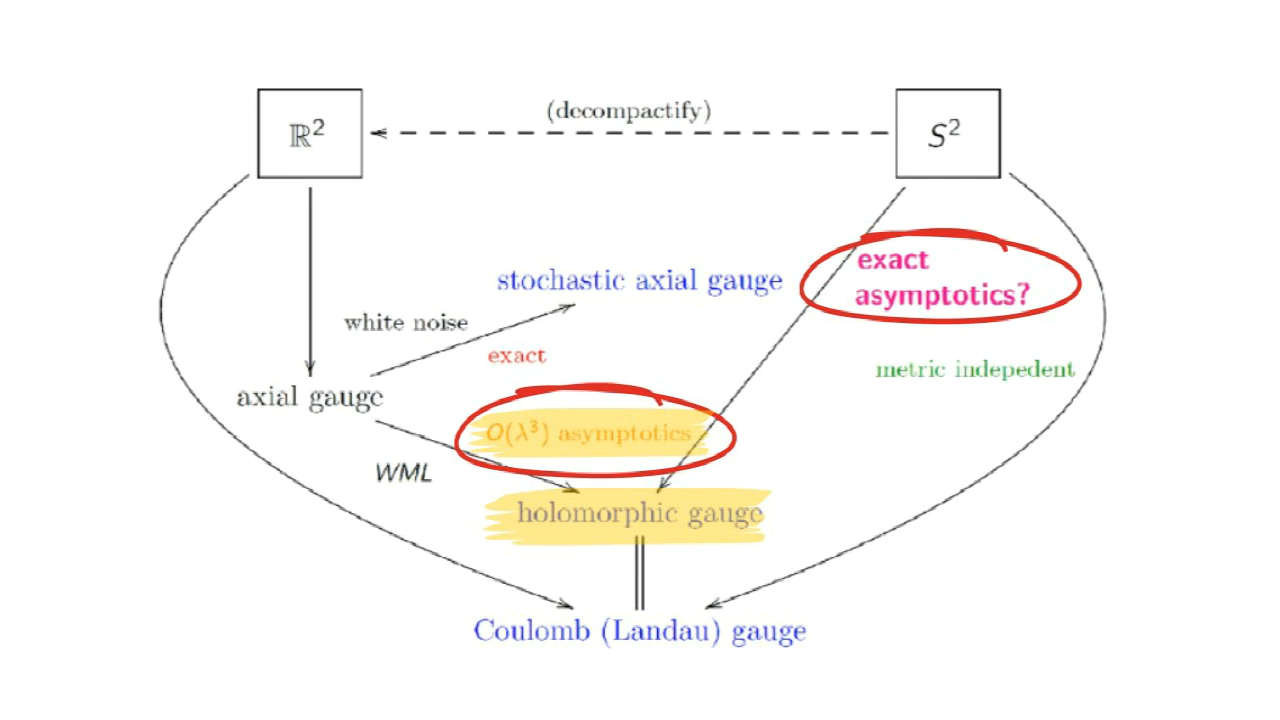 (decompactify)
ℝ²
S²
exact
asymptotics?
stochastic axial gauge
white noise
exact
metric indepedent
axial gauge
O(λ³) asymptotics
WML
holomorphic gauge
Coulomb (Landau) gauge